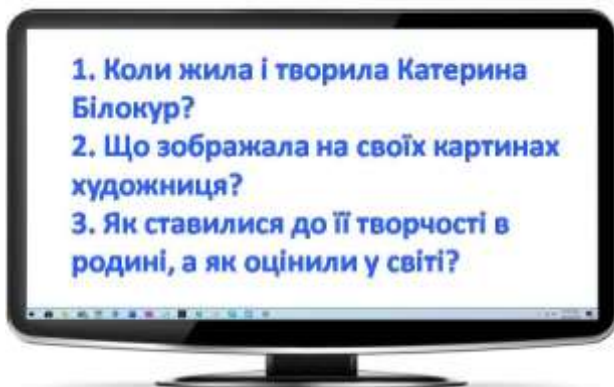 1. Коли жила і творила Катерина
Білокур?
2. Що зображала на своїх картинах
художниця?
3. Як ставилися до її творчості в
родині, а як оцінили у світі?